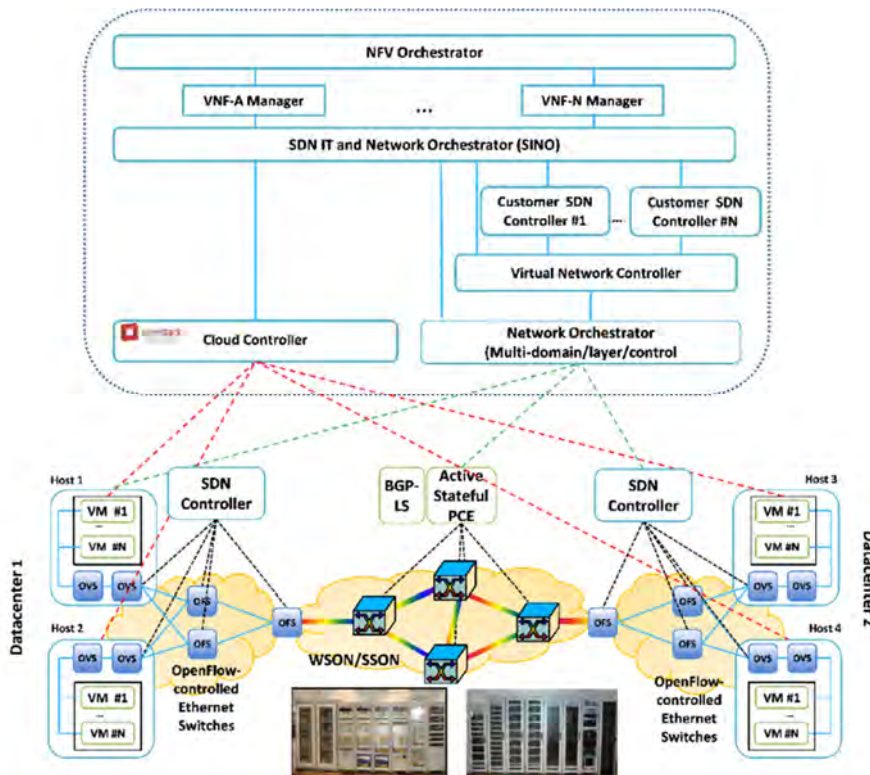 NFV Orchestrator
VNF-A Manager
...
VNF-N Manager
SDN IT and Network Orchestrator (SINO)
Customer SDN
Controller #1
...
Customer SDN
Controller #N
Virtual Network Controller
Cloud Controller
Network Orchestrator
(Multi-domain/layer/control
Host 1
VM #1
...
VM #N
OVS
OVS
SDN
Controller
BGP-
LS
Active
Stateful
PCE
SDN
Controller
Host 3
VM #1
...
VM #N
OVS
OVS
Datacenter 1
Datacenter 2
OFS
OFS
OFS
WSON/SSON
OFS
OFS
OFS
Host 2
OVS
OVS
VM #1
...
VM #N
OpenFlow-
controlled
Ethernet
Switches
OpenFlow-
controlled
Ethernet
Switches
Host 4
OVS
OVS
VM #1
...
VM #N